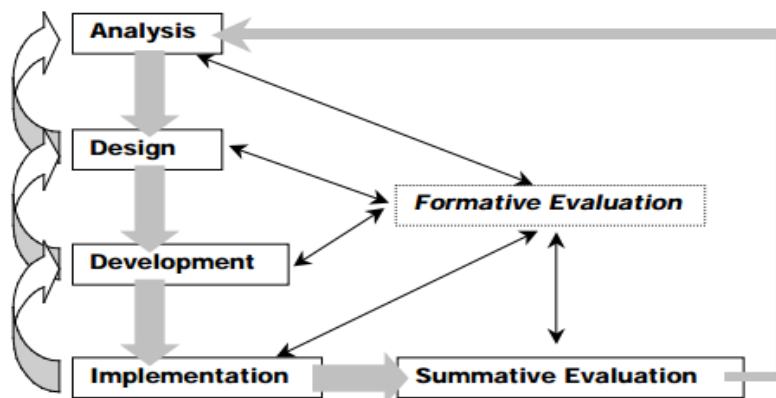 Analysis
Design
Formative Evaluation
Development
Implementation
Summative Evaluation